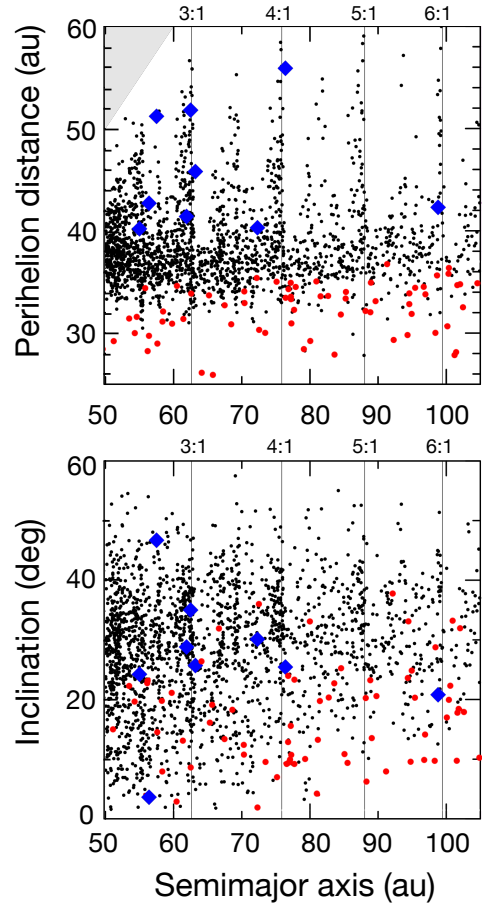 3:1 4:1 5:1 6:1
60
50
40
30
Perihelion distance (au)
50 60 70 80 90 100
3:1 4:1 5:1 6:1
60
40
20
0
Inclination (deg)
50 60 70 80 90 100
Semimajor axis (au)